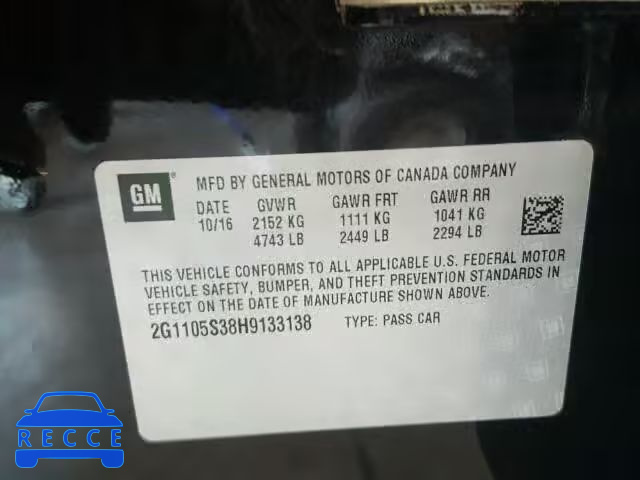 GM
MFD BY GENERAL MOTORS OF CANADA COMPANY
DATE GVWR GAWR FRT GAWR RR
10/16 2152 KG 1111 KG 1041 KG
4743 LB 2449 LB 2294 LB
THIS VEHICLE CONFORMS TO ALL APPLICABLE U.S. FEDERAL MOTOR
VEHICLE SAFETY, BUMPER, AND THEFT PREVENTION STANDARDS IN
EFFECT ON THE DATE OF MANUFACTURE SHOWN ABOVE.
2G1105S38H9133138 TYPE: PASS CAR
RECCE